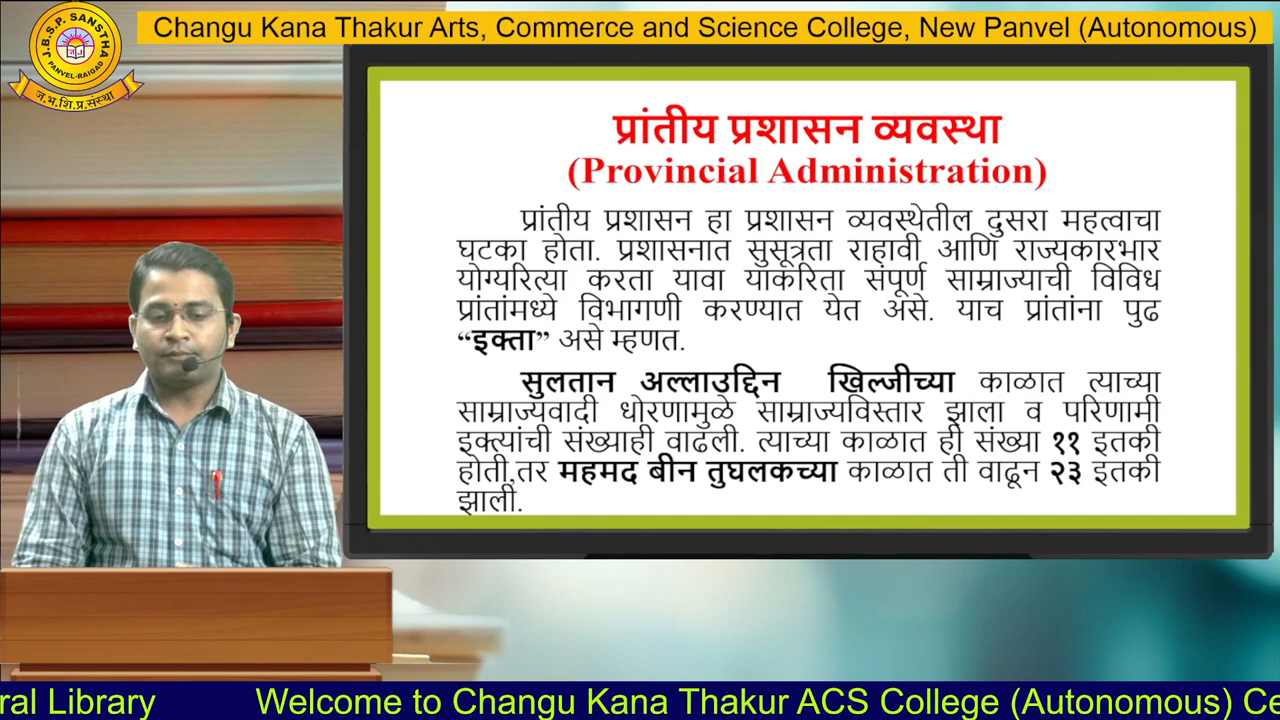 Changu Kana Thakur Arts, Commerce and Science College, New Panvel (Autonomous)
J.B.S.P. SANSTHA
PANVEL-RAIGAD
ज.भ.शि.प्र.संस्था
प्रांतीय प्रशासन व्यवस्था
(Provincial Administration)
प्रांतीय प्रशासन हा प्रशासन व्यवस्थेतील दुसरा महत्वाचा
घटका होता. प्रशासनात सुसूत्रता राहावी आणि राज्यकारभार
योग्यरित्या करता यावा याकरिता संपूर्ण साम्राज्याची विविध
प्रांतांमध्ये विभागणी करण्यात येत असे. याच प्रांतांना पुढ
“इक्ता” असे म्हणत.
सुलतान अल्लाउद्दिन खिल्जीच्या काळात त्याच्या
साम्राज्यवादी धोरणामुळे साम्राज्यविस्तार झाला व परिणामी
इक्त्यांची संख्याही वाढली. त्याच्या काळात ही संख्या ११ इतकी
होती,तर महमद बीन तुघलकच्या काळात ती वाढून २३ इतकी
झाली.
ral Library Welcome to Changu Kana Thakur ACS College (Autonomous) Ce